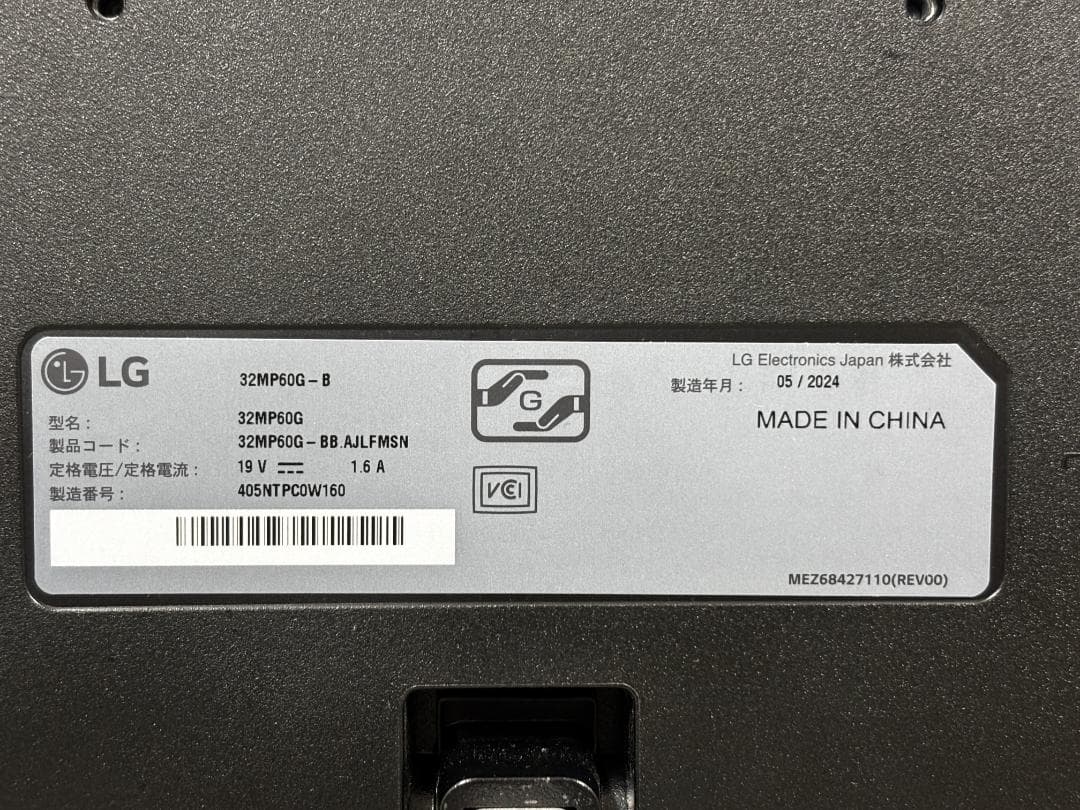 LG
32MP60G-B
型名： 32MP60G
製品コード： 32MP60G-BB.AJLFMSN
定格電圧/定格電流： 19 V 1.6 A
製造番号： 405NTPC0W160
G
VCCI
LG Electronics Japan 株式会社
製造年月： 05 / 2024
MADE IN CHINA
MEZ68427110(REV00)